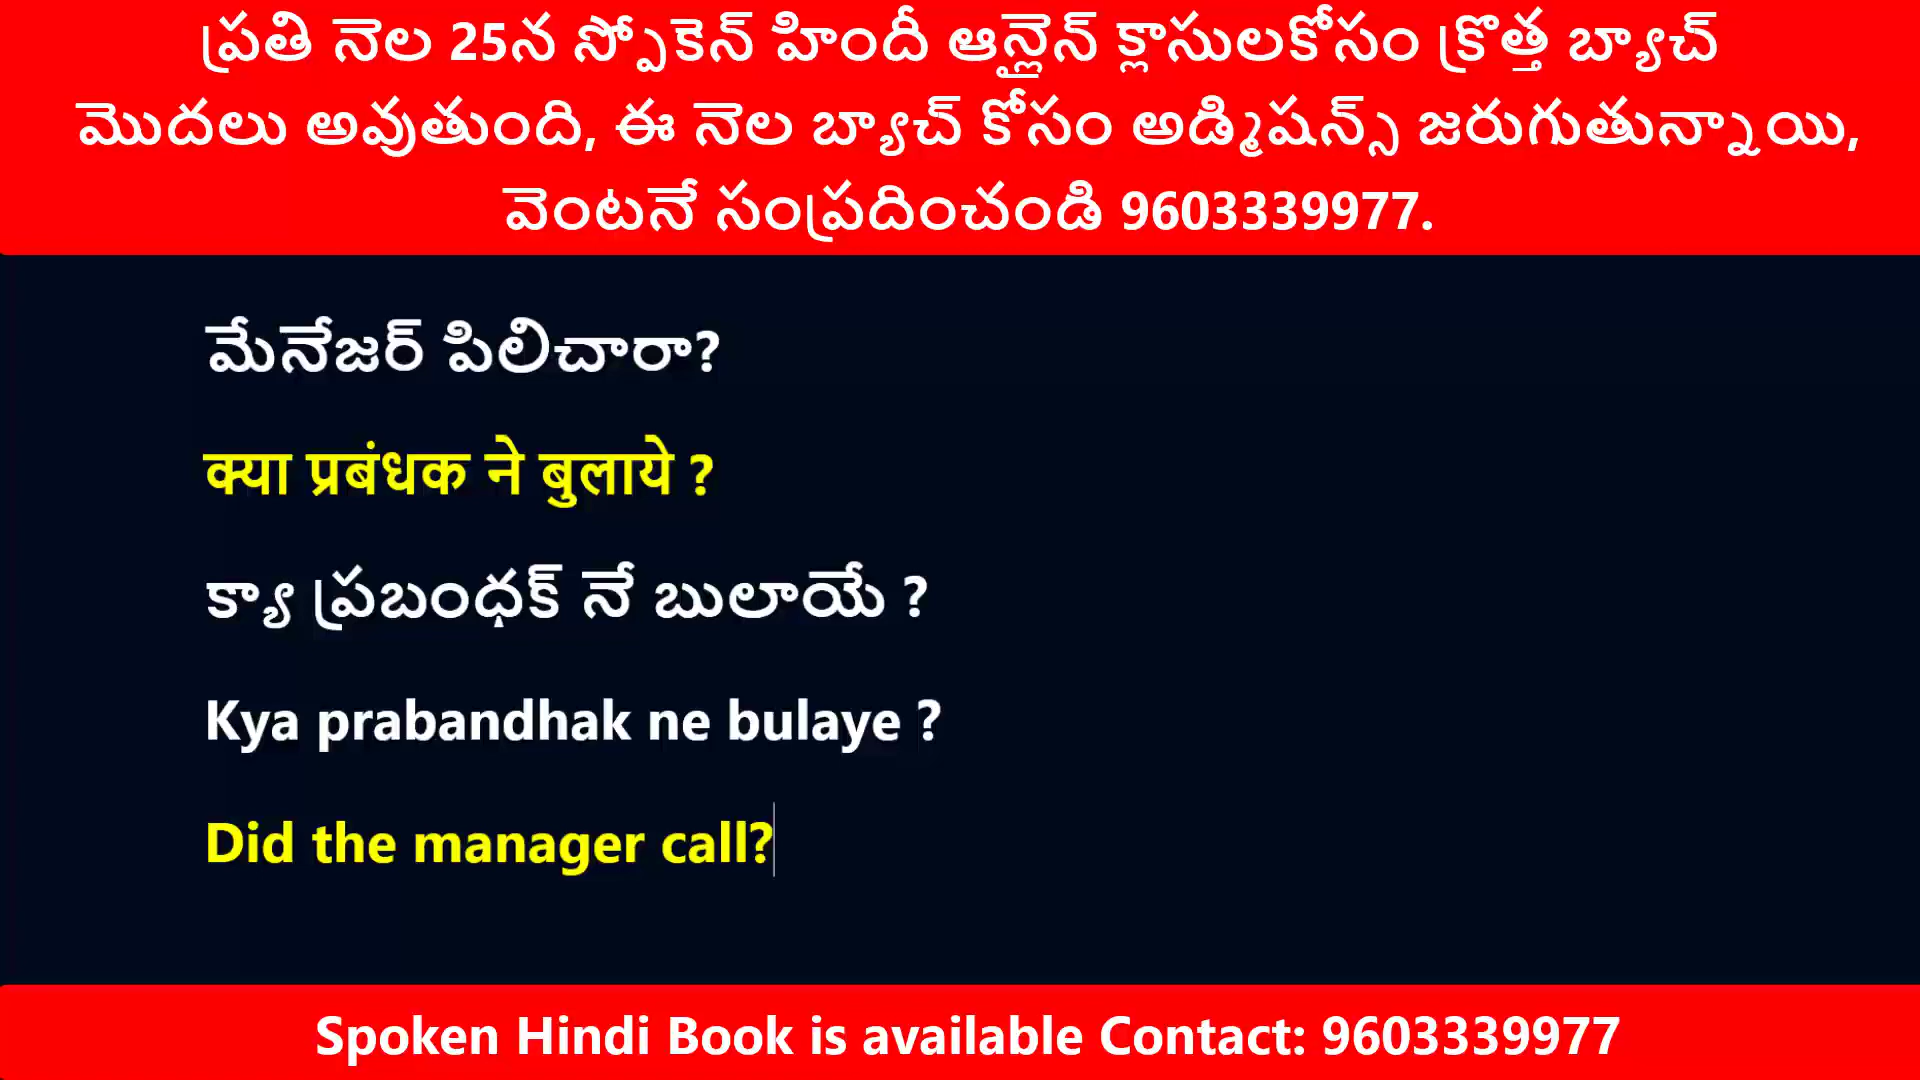 ప్రతి నెల 25న స్పోకెన్ హిందీ ఆన్లైన్ క్లాసులకోసం క్రొత్త బ్యాచ్
మొదలు అవుతుంది, ఈ నెల బ్యాచ్ కోసం అడ్మిషన్స్ జరుగుతున్నాయి,
వెంటనే సంప్రదించండి 9603339977.
మేనేజర్ పిలిచారా?
क्या प्रबंधक ने बुलाये ?
క్యా ప్రబంధక్ నే బులాయే ?
Kya prabandhak ne bulaye ?
Did the manager call?
Spoken Hindi Book is available Contact: 9603339977